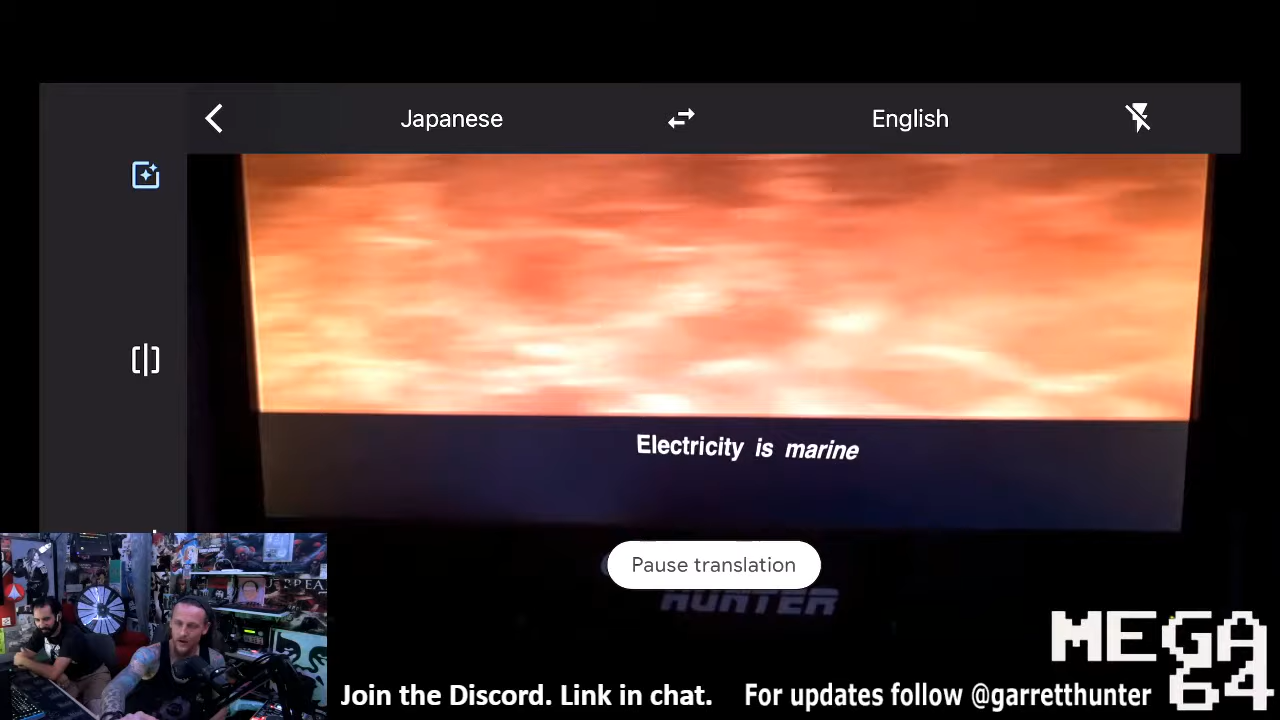 Japanese
English
Electricity is marine
Pause translation
HUNTER
MEGA
64
Join the Discord. Link in chat.
For updates follow @garretthunter